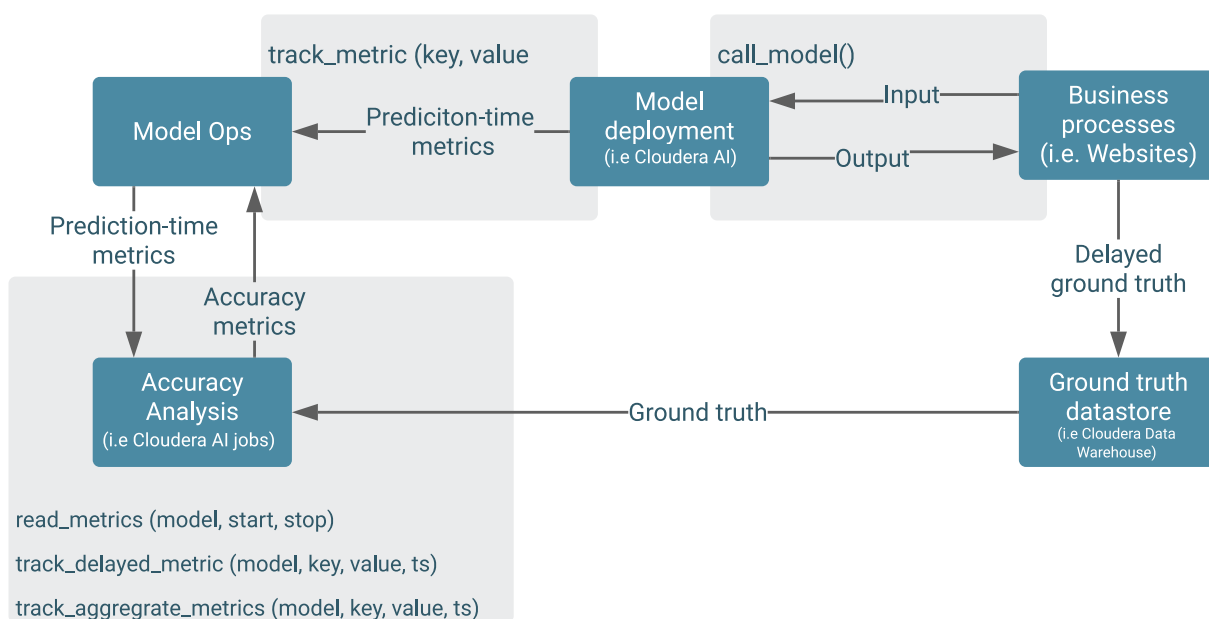 track_metric (key, value
call_model()
Model Ops
Prediciton-time
metrics
Model
deployment
(i.e Cloudera AI)
Input
Output
Business
processes
(i.e. Websites)
Prediction-time
metrics
Accuracy
metrics
Delayed
ground truth
Accuracy
Analysis
(i.e Cloudera AI jobs)
Ground truth
Ground truth
datastore
(i.e Cloudera Data
Warehouse)
read_metrics (model, start, stop)
track_delayed_metric (model, key, value, ts)
track_aggregrate_metrics (model, key, value, ts)